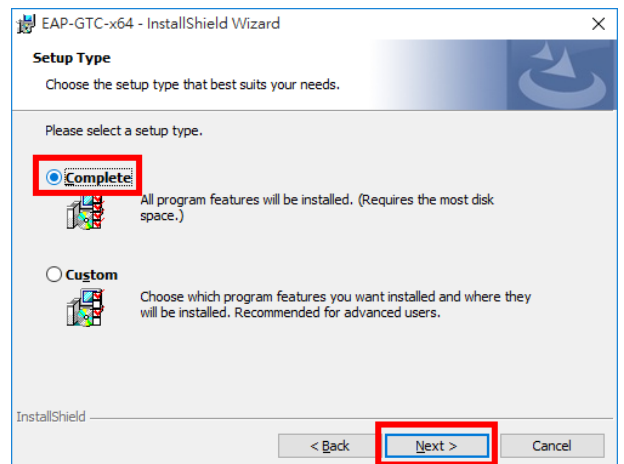 EAP-GTC-x64 - InstallShield Wizard
Setup Type
Choose the setup type that best suits your needs.
Please select a setup type.
Complete
All program features will be installed. (Requires the most disk
space.)
Custom
Choose which program features you want installed and where they
will be installed. Recommended for advanced users.
InstallShield
< Back Next > Cancel